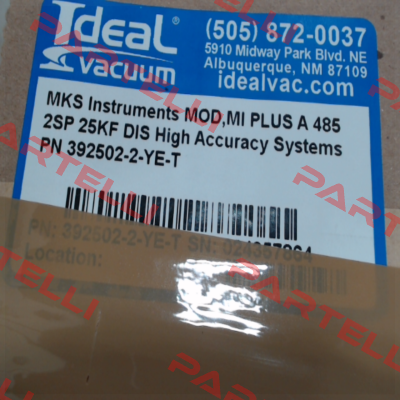 Ideal
vacuum
(505) 872-0037
5910 Midway Park Blvd. NE
Albuquerque, NM 87109
idealvac.com
MKS Instruments MOD,MI PLUS A 485
2SP 25KF DIS High Accuracy Systems
PN 392502-2-YE-T
PN: 392502-2-YE-T SN: 024357864
Location:
PARTELLI
PARTELLI
PARTELLI